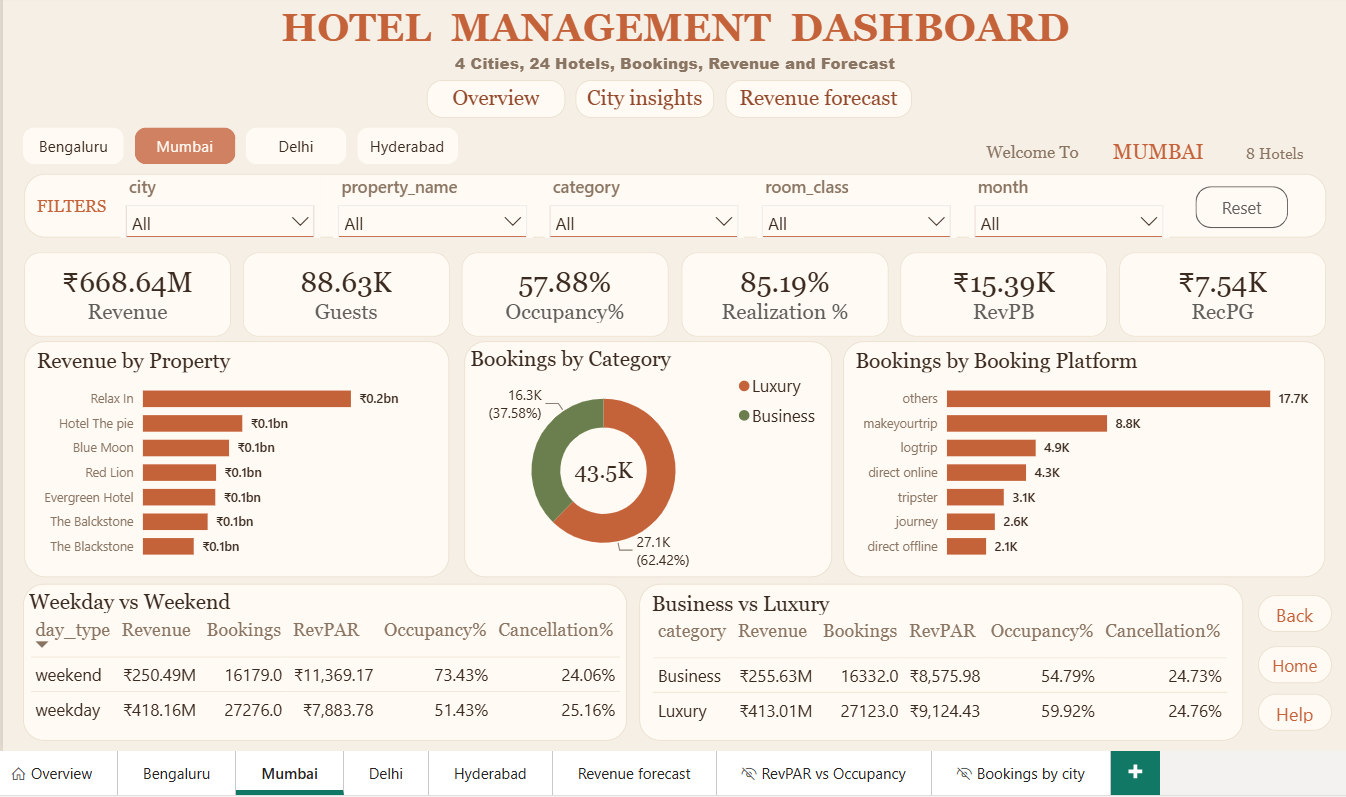 HOTEL MANAGEMENT DASHBOARD
4 Cities, 24 Hotels, Bookings, Revenue and Forecast
Overview
City insights
Revenue forecast
Bengaluru
Mumbai
Delhi
Hyderabad
Welcome To
MUMBAI
8 Hotels
FILTERS
city
All
property_name
All
category
All
room_class
All
month
All
Reset
₹668.64M
Revenue
88.63K
Guests
57.88%
Occupancy%
85.19%
Realization %
₹15.39K
RevPB
₹7.54K
RecPG
Revenue by Property
Relax In ₹0.2bn
Hotel The pie ₹0.1bn
Blue Moon ₹0.1bn
Red Lion ₹0.1bn
Evergreen Hotel ₹0.1bn
The Balckstone ₹0.1bn
The Blackstone ₹0.1bn
Bookings by Category
Luxury
Business
16.3K
(37.58%)
43.5K
27.1K
(62.42%)
Bookings by Booking Platform
others 17.7K
makeyourtrip 8.8K
logtrip 4.9K
direct online 4.3K
tripster 3.1K
journey 2.6K
direct offline 2.1K
Weekday vs Weekend
day_type Revenue Bookings RevPAR Occupancy% Cancellation%
weekend ₹250.49M 16179.0 ₹11,369.17 73.43% 24.06%
weekday ₹418.16M 27276.0 ₹7,883.78 51.43% 25.16%
Business vs Luxury
category Revenue Bookings RevPAR Occupancy% Cancellation%
Business ₹255.63M 16332.0 ₹8,575.98 54.79% 24.73%
Luxury ₹413.01M 27123.0 ₹9,124.43 59.92% 24.76%
Back
Home
Help
Overview
Bengaluru
Mumbai
Delhi
Hyderabad
Revenue forecast
RevPAR vs Occupancy
Bookings by city
+